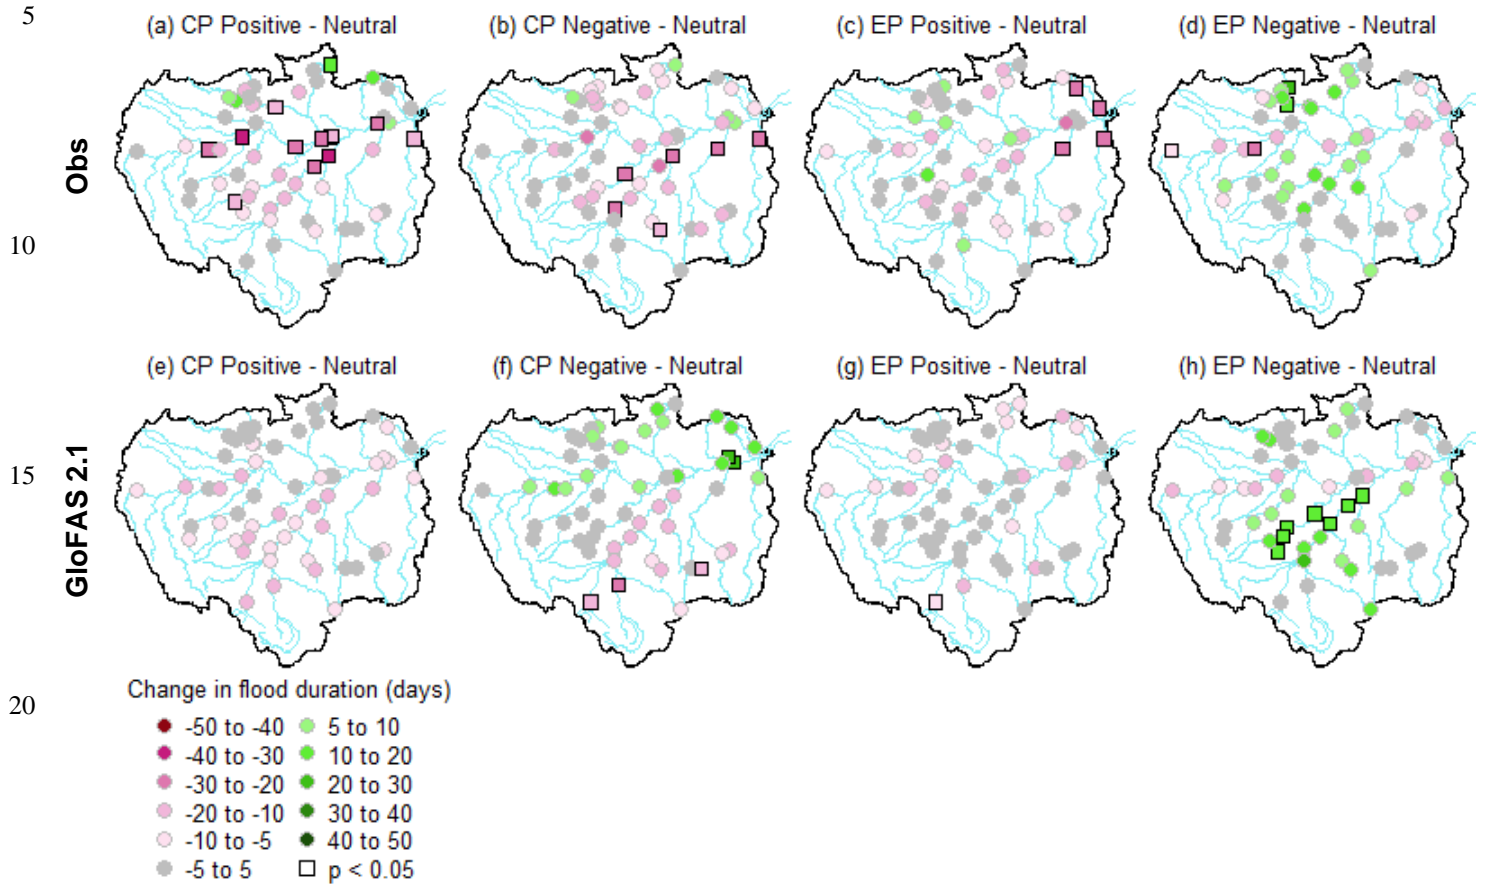 5
(a) CP Positive - Neutral
(b) CP Negative - Neutral
(c) EP Positive - Neutral
(d) EP Negative - Neutral
Obs
10
(e) CP Positive - Neutral
(f) CP Negative - Neutral
(g) EP Positive - Neutral
(h) EP Negative - Neutral
GloFAS 2.1
15
20
Change in flood duration (days)
-50 to -40
-40 to -30
-30 to -20
-20 to -10
-10 to -5
-5 to 5
5 to 10
10 to 20
20 to 30
30 to 40
40 to 50
p < 0.05